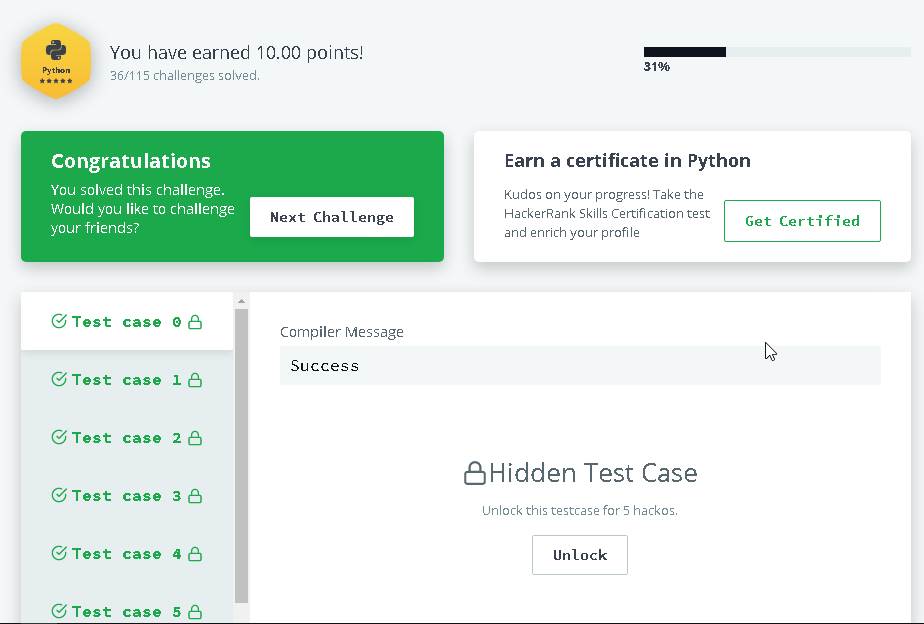 Python
You have earned 10.00 points!
36/115 challenges solved.
31%
Congratulations
You solved this challenge.
Would you like to challenge
your friends?
Next Challenge
Earn a certificate in Python
Kudos on your progress! Take the
HackerRank Skills Certification test
and enrich your profile
Get Certified
Test case 0
Test case 1
Test case 2
Test case 3
Test case 4
Test case 5
Compiler Message
Success
Hidden Test Case
Unlock this testcase for 5 hackos.
Unlock